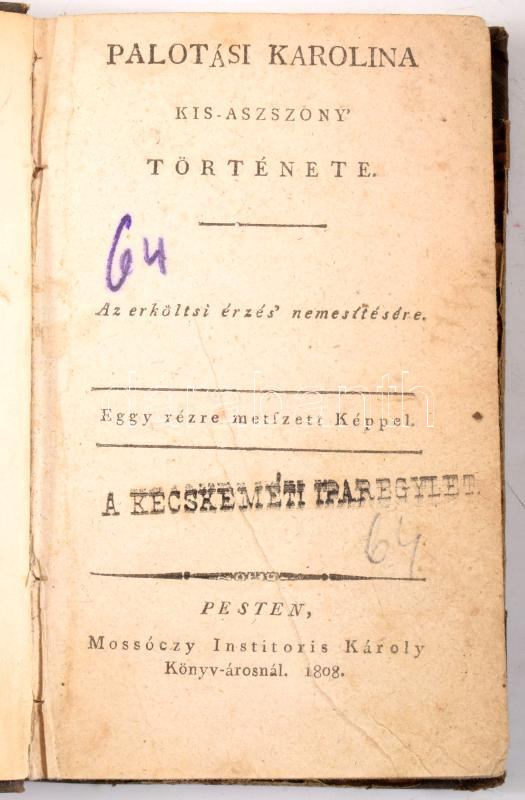 PALOTÁSI KAROLINA
KIS-ASZSZONY'
TÖRTÉNETE.
64
Az erköltsi érzés' nemesítésére.
darabanth
Eggy rézre metſzett Képpel.
A KECSKEMÉTI IPAREGYLET.
64
PESTEN,
Mossóczy Institoris Károly
Könyv-árosnál. 1808.